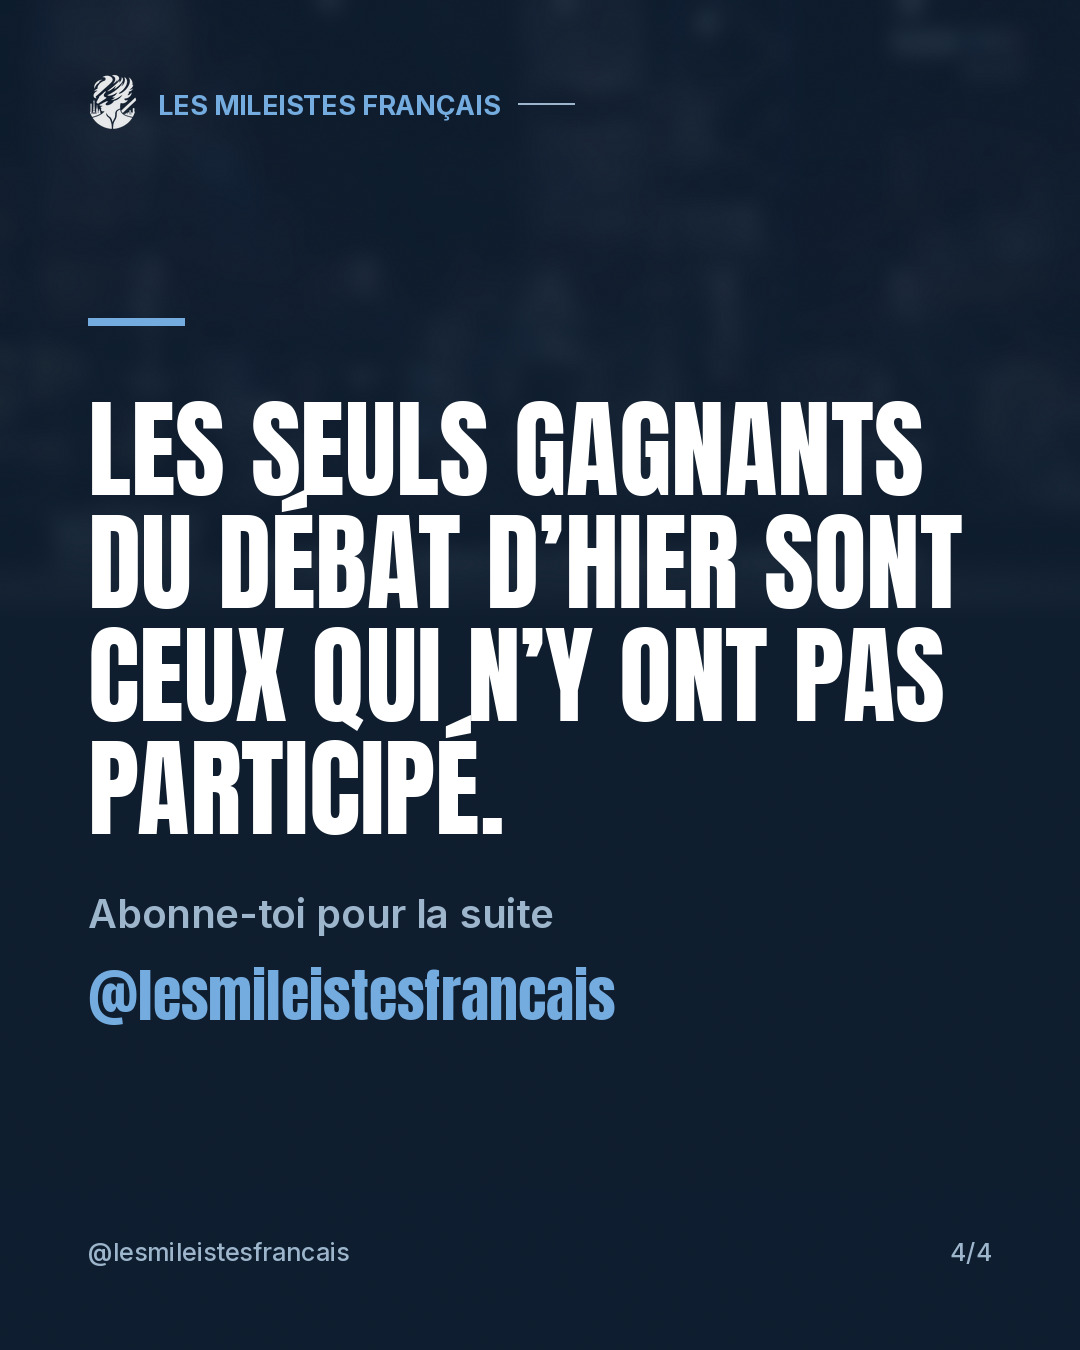 LES MILEISTES FRANÇAIS
LES SEULS GAGNANTS
DU DÉBAT D’HIER SONT
CEUX QUI N’Y ONT PAS
PARTICIPÉ.
Abonne-toi pour la suite
@lesmileistesfrancais
@lesmileistesfrancais
4/4